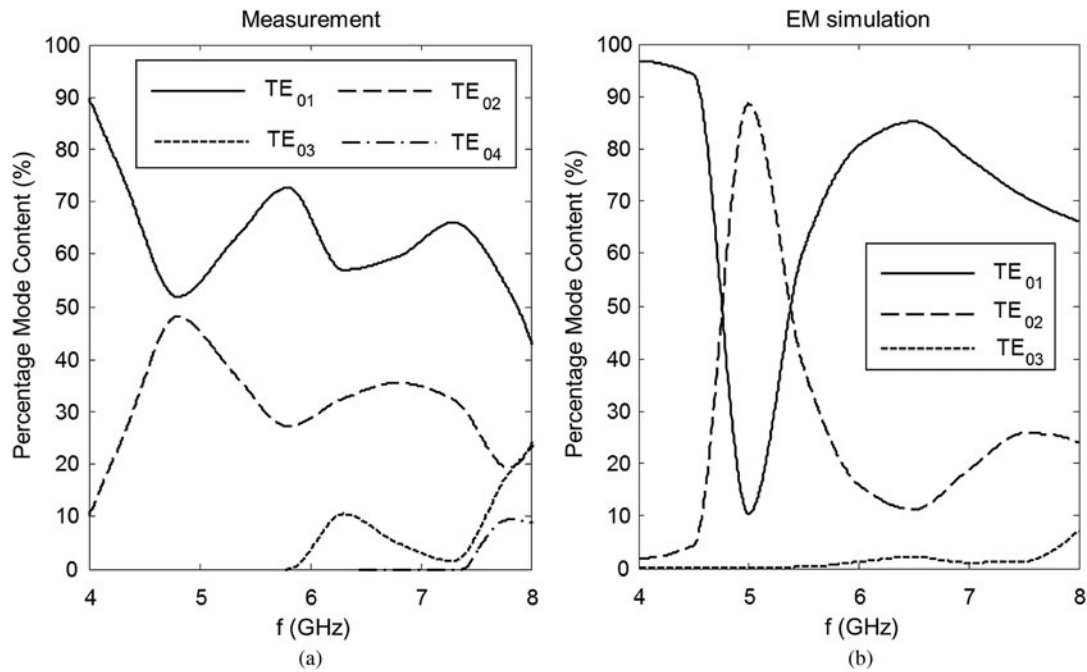 Measurement
Percentage Mode Content (%)
100
90
80
70
60
50
40
30
20
10
0
TE01 TE02
TE03 TE04
4 5 6 7 8
f (GHz)
(a)
EM simulation
Percentage Mode Content (%)
100
90
80
70
60
50
40
30
20
10
0
TE01
TE02
TE03
4 5 6 7 8
f (GHz)
(b)